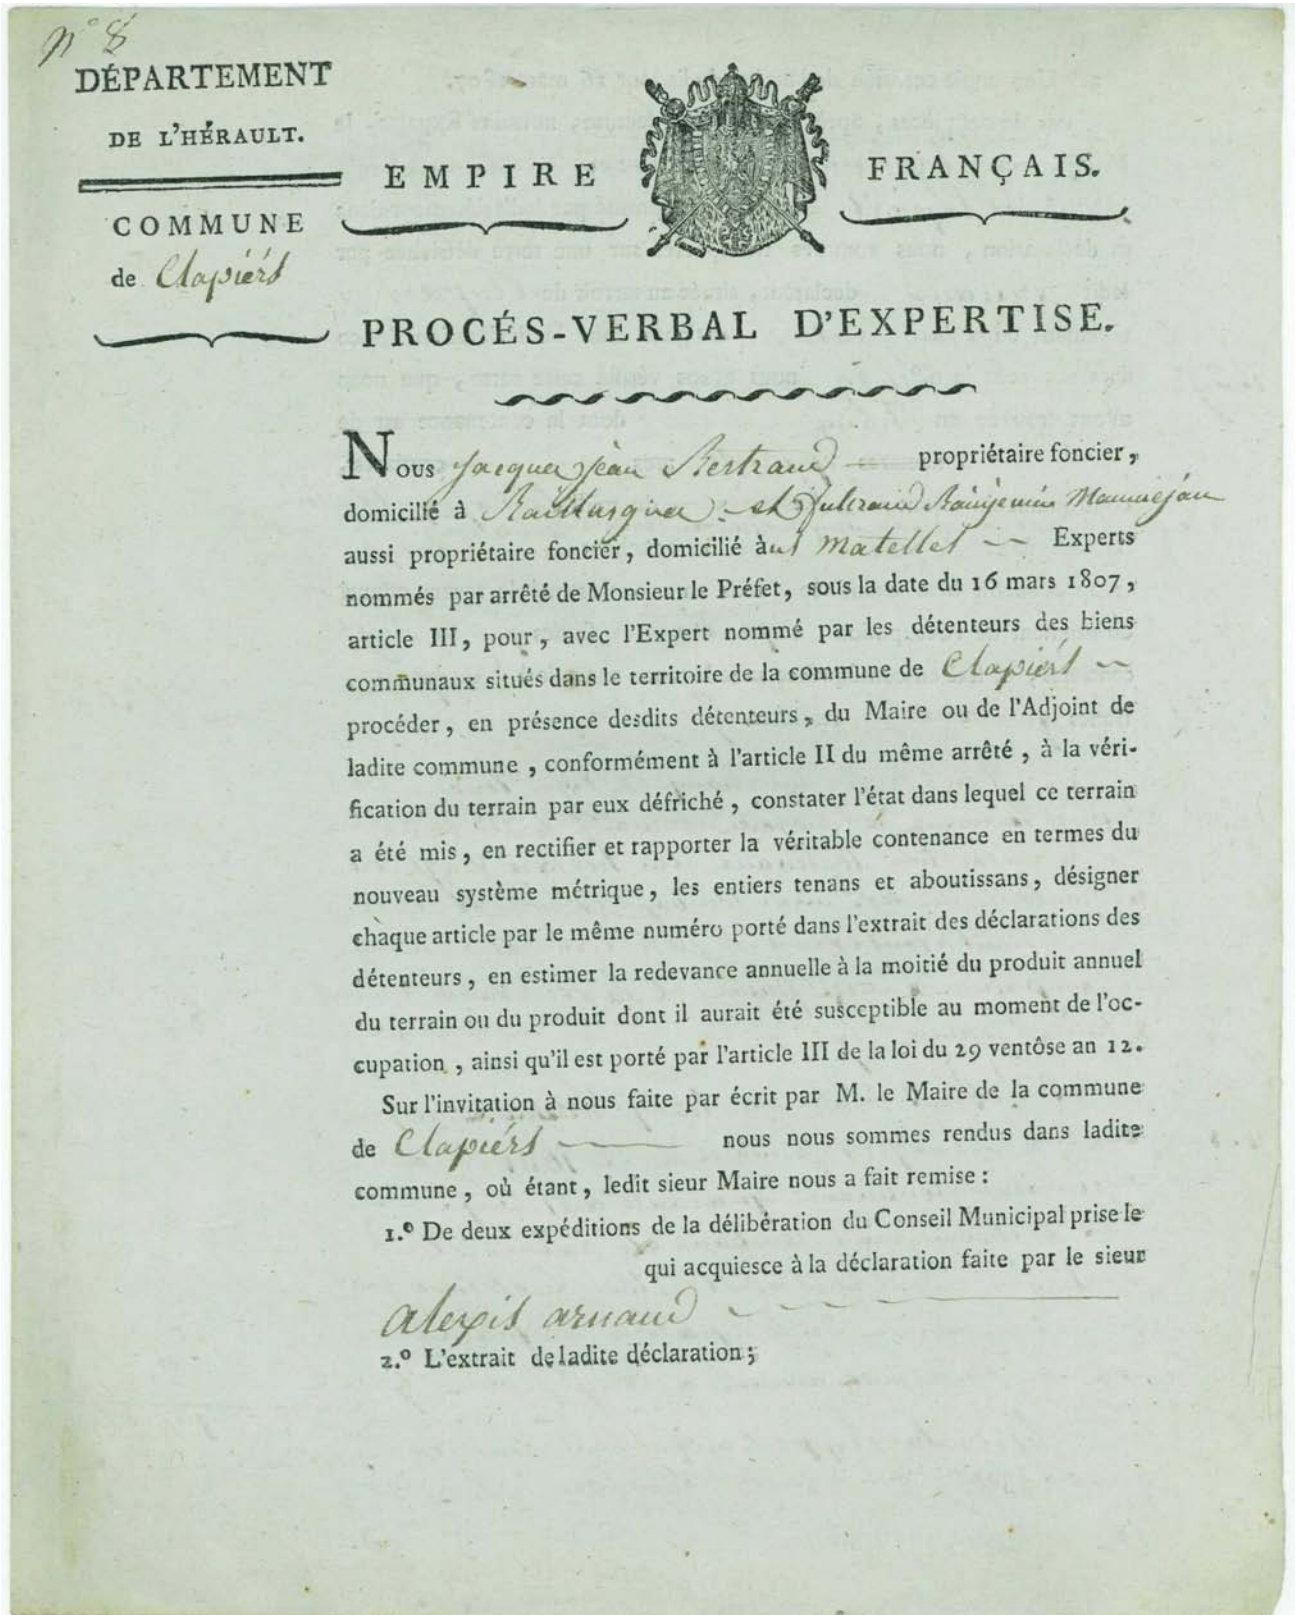 N° 8
DÉPARTEMENT
DE L'HÉRAULT.
COMMUNE
de Clapiérs
EMPIRE FRANÇAIS.
PROCÉS-VERBAL D'EXPERTISE.
Nous Jacques Jean Bertrand propriétaire foncier,
domicilié à et
aussi propriétaire foncier, domicilié àux matelles Experts
nommés par arrêté de Monsieur le Préfet, sous la date du 16 mars 1807,
article III, pour, avec l'Expert nommé par les détenteurs des biens
communaux situés dans le territoire de la commune de Clapiérs
procéder, en présence desdits détenteurs, du Maire ou de l'Adjoint de
ladite commune, conformément à l'article II du même arrêté, à la véri-
fication du terrain par eux défriché, constater l'état dans lequel ce terrain
a été mis, en rectifier et rapporter la véritable contenance en termes du
nouveau système métrique, les entiers tenans et aboutissans, désigner
chaque article par le même numéro porté dans l'extrait des déclarations des
détenteurs, en estimer la redevance annuelle à la moitié du produit annuel
du terrain ou du produit dont il aurait été susceptible au moment de l'oc-
cupation, ainsi qu'il est porté par l'article III de la loi du 29 ventôse an 12.
Sur l'invitation à nous faite par écrit par M. le Maire de la commune
de Clapiérs nous nous sommes rendus dans ladite
commune, où étant, ledit sieur Maire nous a fait remise :
1.º De deux expéditions de la délibération du Conseil Municipal prise le
qui acquiesce à la déclaration faite par le sieur
alexis arnaud
2.º L'extrait de ladite déclaration ;